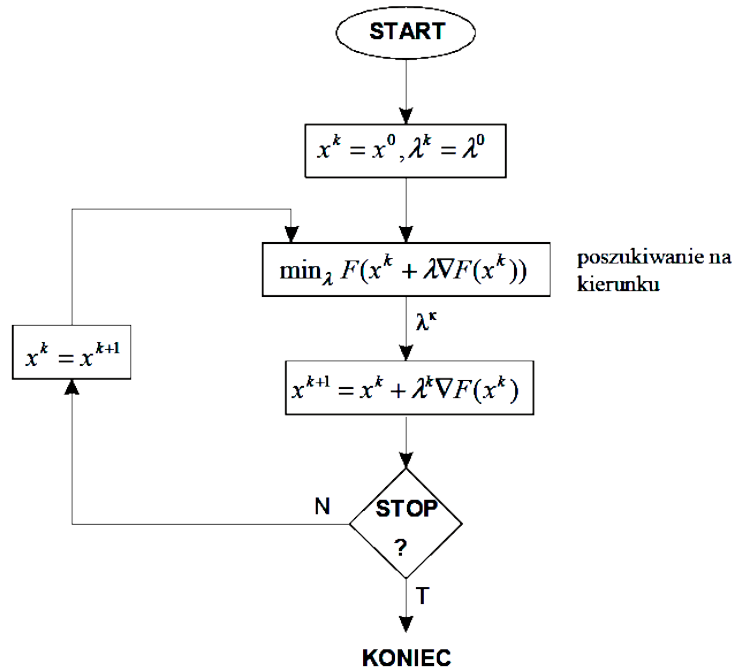 START
x^k = x^0, λ^k = λ^0
min_λ F(x^k + λ∇F(x^k))
poszukiwanie na
kierunku
λ^κ
x^k = x^{k+1}
x^{k+1} = x^k + λ^k ∇F(x^k)
N
STOP
?
T
KONIEC